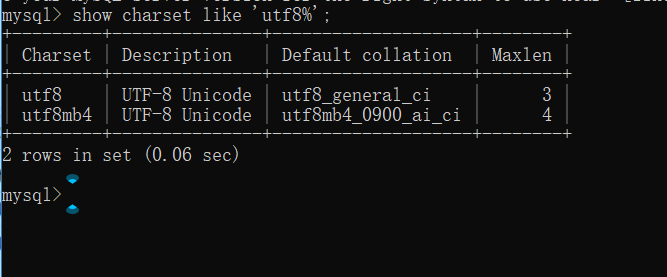 mysql> show charset like 'utf8%';
+---------+---------------+--------------------+--------+
| Charset | Description   | Default collation  | Maxlen |
+---------+---------------+--------------------+--------+
| utf8    | UTF-8 Unicode | utf8_general_ci    |      3 |
| utf8mb4 | UTF-8 Unicode | utf8mb4_0900_ai_ci |      4 |
+---------+---------------+--------------------+--------+
2 rows in set (0.06 sec)
mysql>